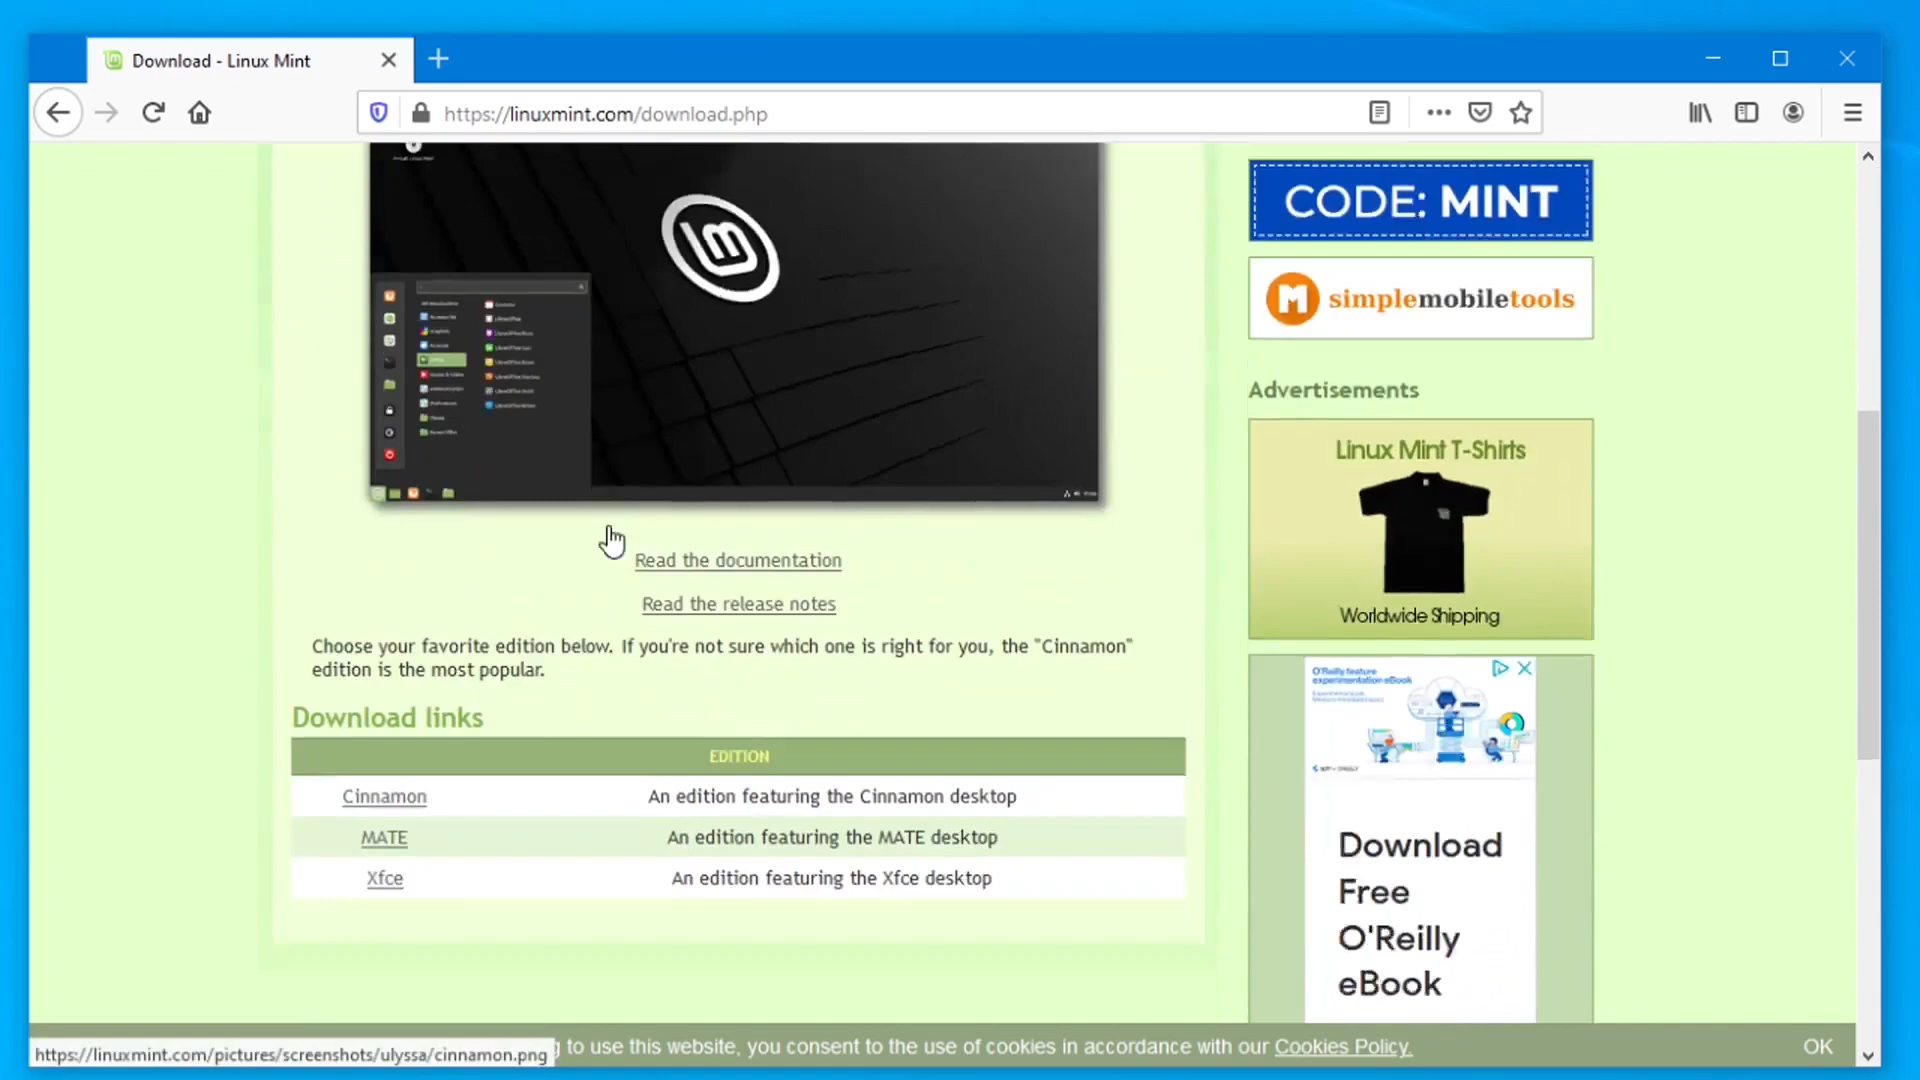 Download - Linux Mint
https://linuxmint.com/download.php
CODE: MINT
simplemobiletools
Advertisements
Linux Mint T-Shirts
Worldwide Shipping
O'Reilly feature
experimentation eBook
Read the documentation
Read the release notes
Choose your favorite edition below. If you're not sure which one is right for you, the "Cinnamon"
edition is the most popular.
Download links
EDITION
Cinnamon An edition featuring the Cinnamon desktop
MATE An edition featuring the MATE desktop
Xfce An edition featuring the Xfce desktop
Download
Free
O'Reilly
eBook
https://linuxmint.com/pictures/screenshots/ulyssa/cinnamon.png
to use this website, you consent to the use of cookies in accordance with our Cookies Policy.
OK